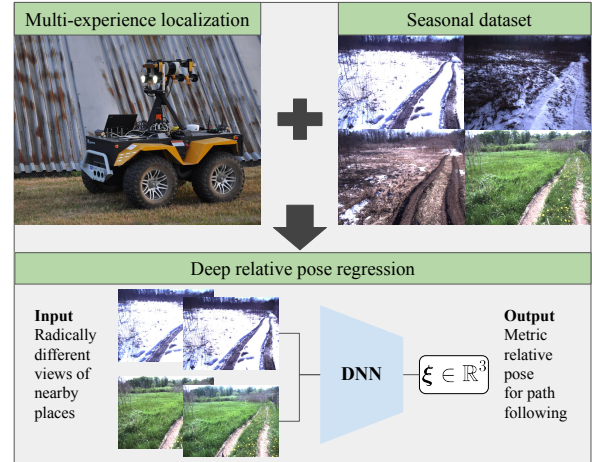 Multi-experience localization
Seasonal dataset
Deep relative pose regression
Input
Radically
different
views of
nearby
places
DNN
ξ ∈ ℝ³
Output
Metric
relative
pose
for path
following